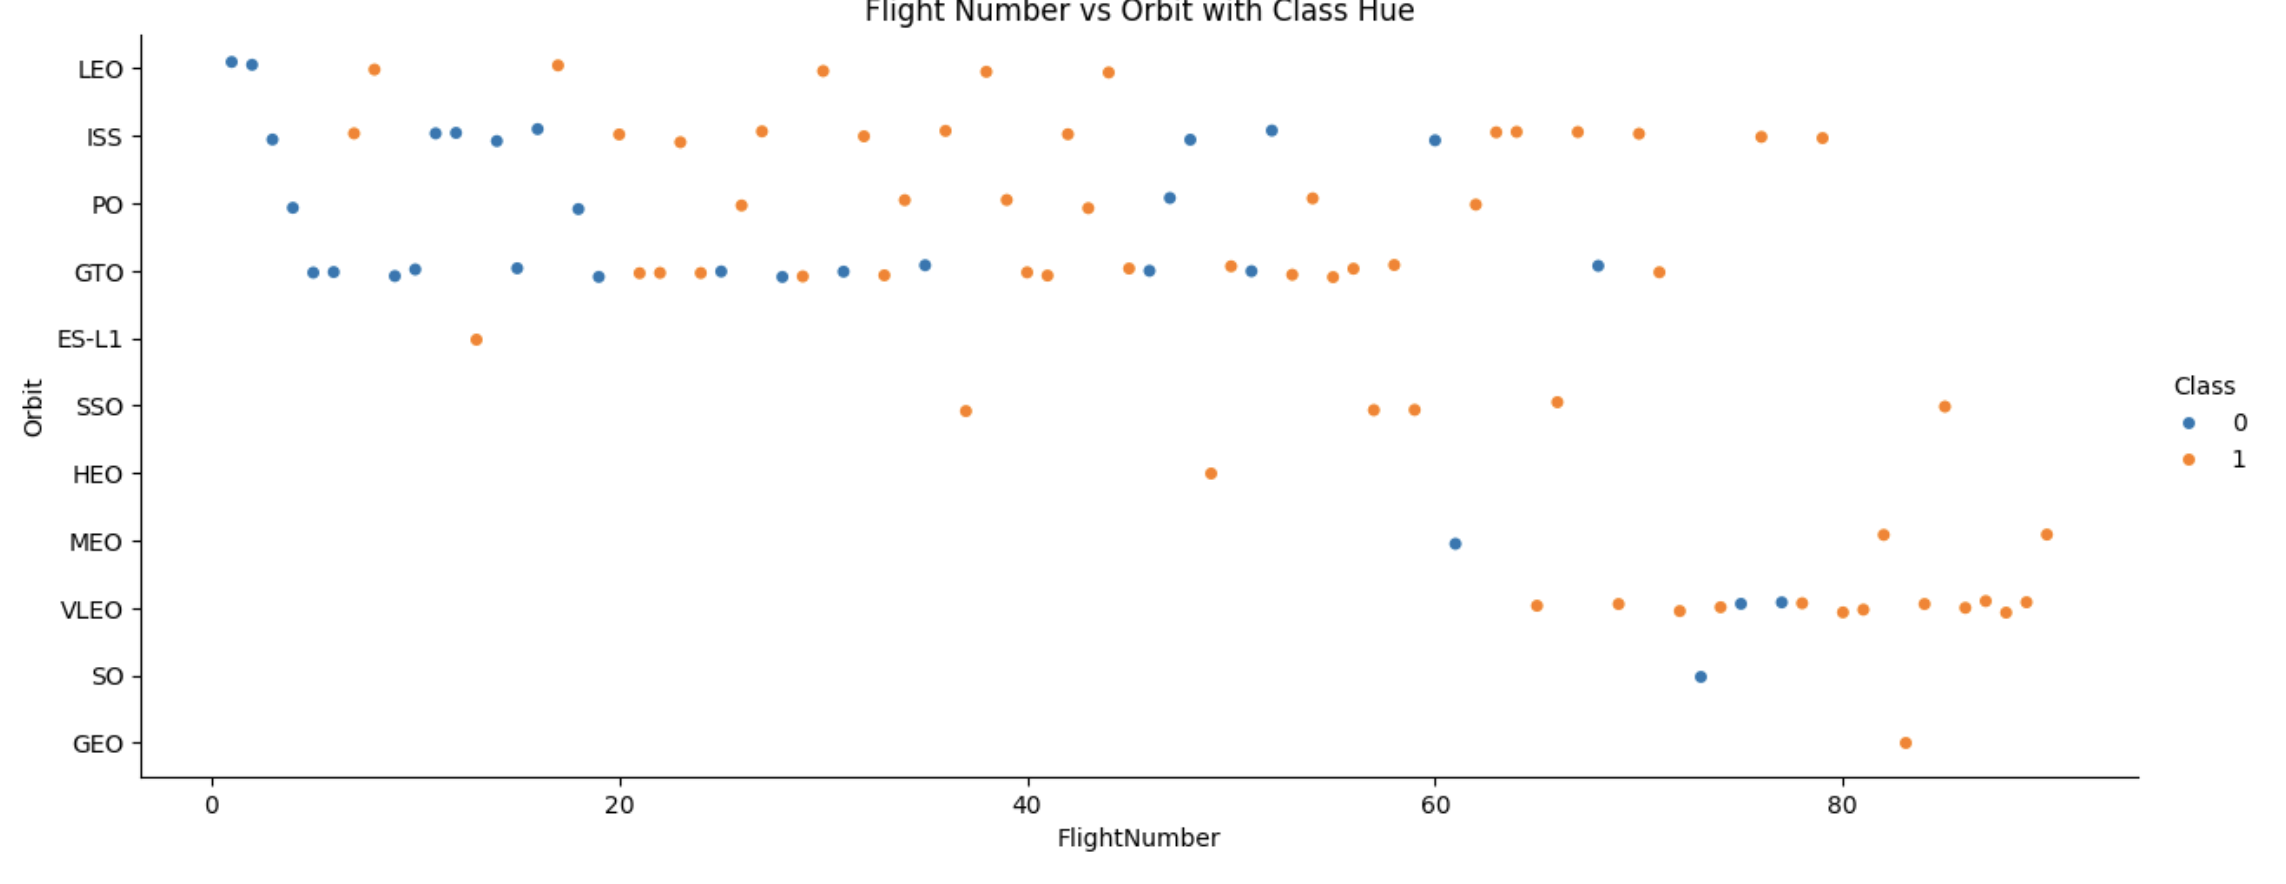 Flight Number vs Orbit with Class Hue
LEO
ISS
PO
GTO
ES-L1
SSO
HEO
MEO
VLEO
SO
GEO
Orbit
0
20
40
60
80
FlightNumber
Class
0
1